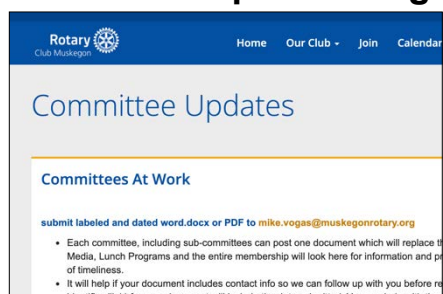 Rotary
Club Muskegon
Home Our Club Join Calendar
Committee Updates
Committees At Work
submit labeled and dated word.docx or PDF to mike.vogas@muskegonrotary.org
• Each committee, including sub-committees can post one document which will replace
Media, Lunch Programs and the entire membership will look here for information and
of timeliness.
• It will help if your document includes contact info so we can follow up with you before